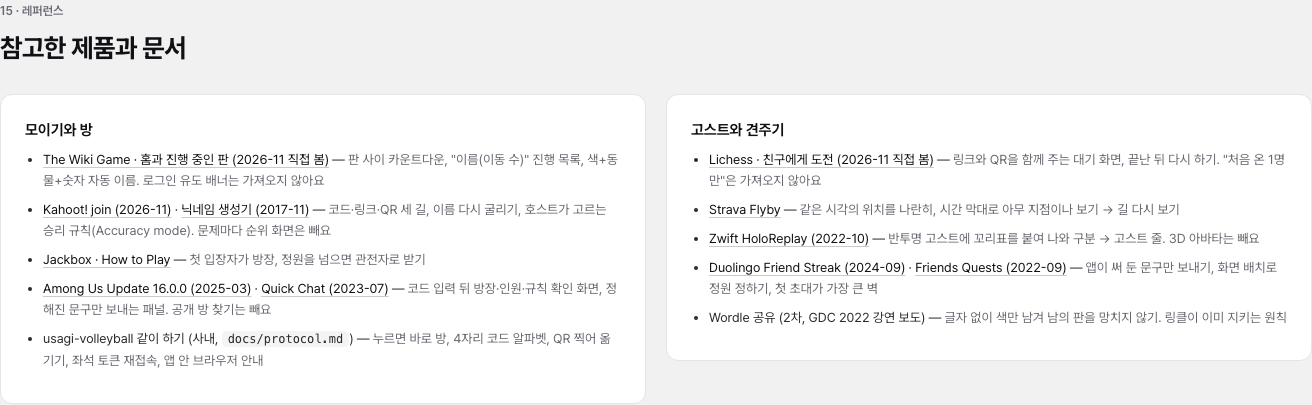 15 · 레퍼런스
참고한 제품과 문서
모이기와 방
The Wiki Game · 홈과 진행 중인 판 (2026-11 직접 봄) — 판 사이 카운트다운, "이름(이동 수)" 진행 목록, 색+동
물+숫자 자동 이름. 로그인 유도 배너는 가져오지 않아요
Kahoot! join (2026-11) · 닉네임 생성기 (2017-11) — 코드·링크·QR 세 길, 이름 다시 굴리기, 호스트가 고르는
승리 규칙(Accuracy mode). 문제마다 순위 화면은 빼요
Jackbox · How to Play — 첫 입장자가 방장, 정원을 넘으면 관전자로 받기
Among Us Update 16.0.0 (2025-03) · Quick Chat (2023-07) — 코드 입력 뒤 방장·인원·규칙 확인 화면, 정
해진 문구만 보내는 패널. 공개 방 찾기는 빼요
usagi-volleyball 같이 하기 (사내, docs/protocol.md ) — 누르면 바로 방, 4자리 코드 알파벳, QR 찍어 옮
기기, 좌석 토큰 재접속, 앱 안 브라우저 안내
고스트와 견주기
Lichess · 친구에게 도전 (2026-11 직접 봄) — 링크와 QR을 함께 주는 대기 화면, 끝난 뒤 다시 하기. "처음 온 1명
만"은 가져오지 않아요
Strava Flyby — 같은 시각의 위치를 나란히, 시간 막대로 아무 지점이나 보기 → 길 다시 보기
Zwift HoloReplay (2022-10) — 반투명 고스트에 꼬리표를 붙여 나와 구분 → 고스트 줄. 3D 아바타는 빼요
Duolingo Friend Streak (2024-09) · Friends Quests (2022-09) — 앱이 써 둔 문구만 보내기, 화면 배치로
정원 정하기, 첫 초대가 가장 큰 벽
Wordle 공유 (2차, GDC 2022 강연 보도) — 글자 없이 색만 남겨 남의 판을 망치지 않기. 링클이 이미 지키는 원칙